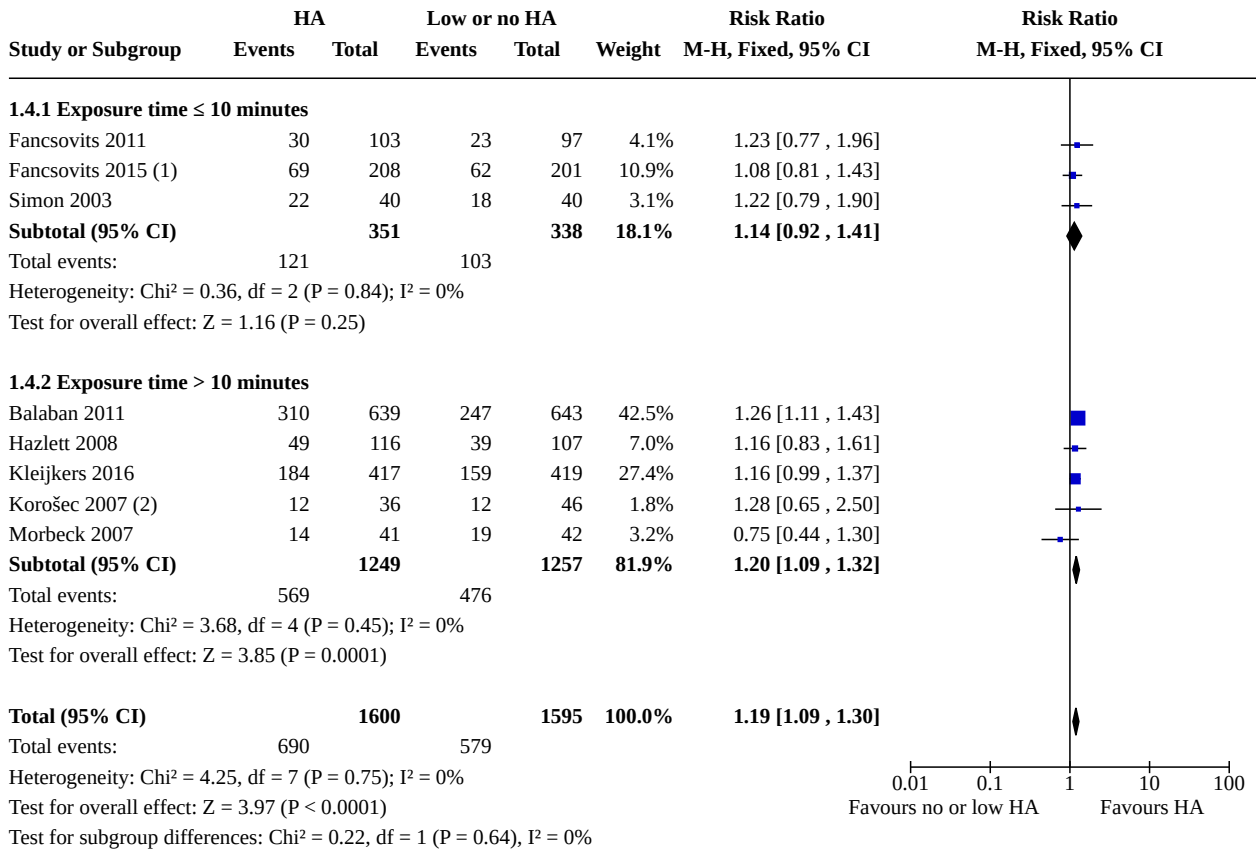 HA Low or no HA Risk Ratio Risk Ratio
Study or Subgroup Events Total Events Total Weight M-H, Fixed, 95% CI M-H, Fixed, 95% CI
1.4.1 Exposure time ≤ 10 minutes
Fancsovits 2011 30 103 23 97 4.1% 1.23 [0.77 , 1.96]
Fancsovits 2015 (1) 69 208 62 201 10.9% 1.08 [0.81 , 1.43]
Simon 2003 22 40 18 40 3.1% 1.22 [0.79 , 1.90]
Subtotal (95% CI) 351 338 18.1% 1.14 [0.92 , 1.41]
Total events: 121 103
Heterogeneity: Chi² = 0.36, df = 2 (P = 0.84); I² = 0%
Test for overall effect: Z = 1.16 (P = 0.25)
1.4.2 Exposure time > 10 minutes
Balaban 2011 310 639 247 643 42.5% 1.26 [1.11 , 1.43]
Hazlett 2008 49 116 39 107 7.0% 1.16 [0.83 , 1.61]
Kleijkers 2016 184 417 159 419 27.4% 1.16 [0.99 , 1.37]
Korošec 2007 (2) 12 36 12 46 1.8% 1.28 [0.65 , 2.50]
Morbeck 2007 14 41 19 42 3.2% 0.75 [0.44 , 1.30]
Subtotal (95% CI) 1249 1257 81.9% 1.20 [1.09 , 1.32]
Total events: 569 476
Heterogeneity: Chi² = 3.68, df = 4 (P = 0.45); I² = 0%
Test for overall effect: Z = 3.85 (P = 0.0001)
Total (95% CI) 1600 1595 100.0% 1.19 [1.09 , 1.30]
Total events: 690 579
Heterogeneity: Chi² = 4.25, df = 7 (P = 0.75); I² = 0%
Test for overall effect: Z = 3.97 (P < 0.0001)
Test for subgroup differences: Chi² = 0.22, df = 1 (P = 0.64), I² = 0%
0.01 0.1 1 10 100
Favours no or low HA Favours HA